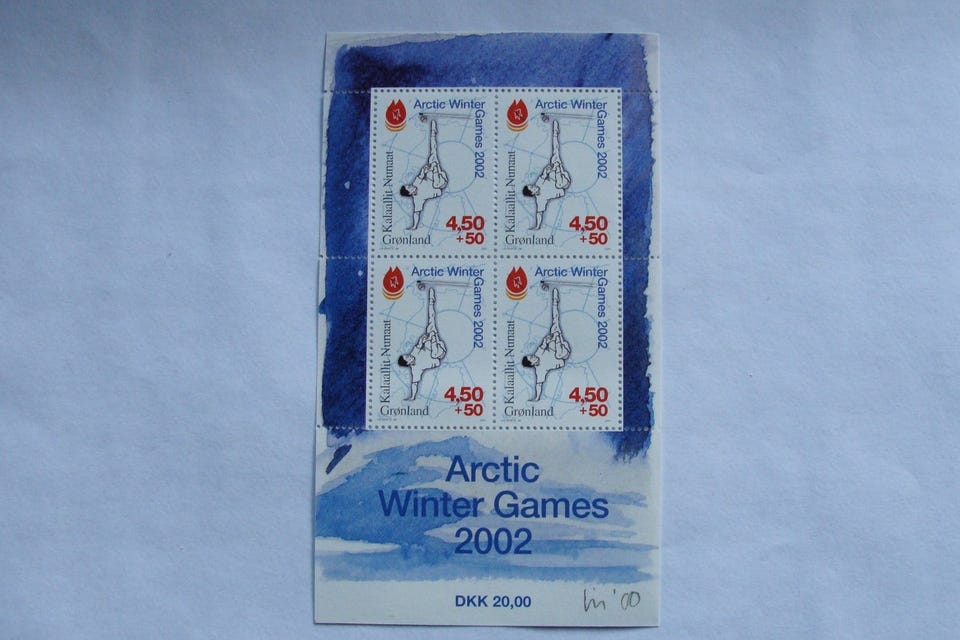 Arctic Winter
Games 2002
Kalaallit Nunaat
4,50
+50
Grønland
Arctic Winter
Games 2002
Kalaallit Nunaat
4,50
+50
Grønland
Arctic Winter
Games 2002
Kalaallit Nunaat
4,50
+50
Grønland
Arctic Winter
Games 2002
Kalaallit Nunaat
4,50
+50
Grønland
Arctic
Winter Games
2002
DKK 20,00
'00